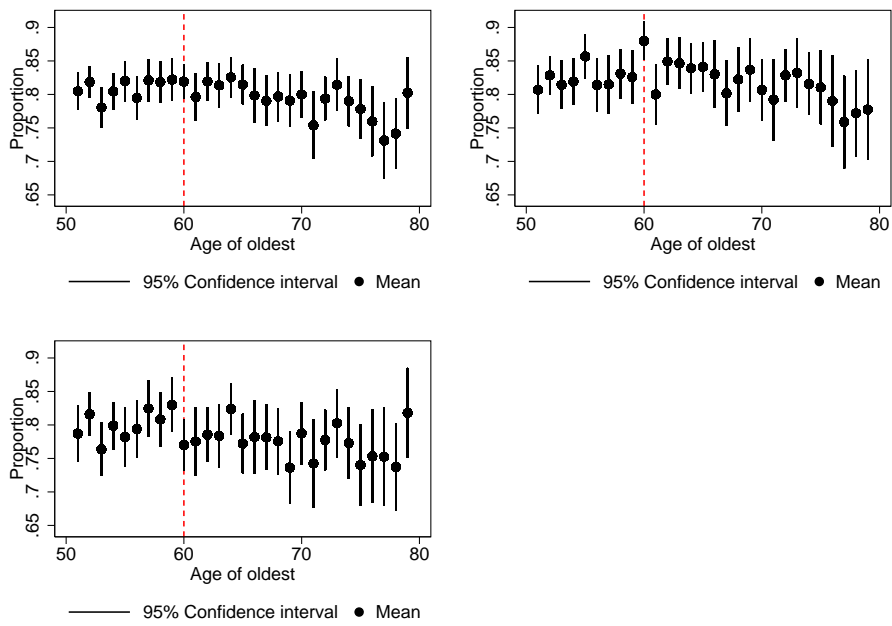 .9
.85
.8
.75
.7
.65
Proportion
50 60 70 80
Age of oldest
95% Confidence interval Mean
.9
.85
.8
.75
.7
.65
Proportion
50 60 70 80
Age of oldest
95% Confidence interval Mean
.9
.85
.8
.75
.7
.65
Proportion
50 60 70 80
Age of oldest
95% Confidence interval Mean